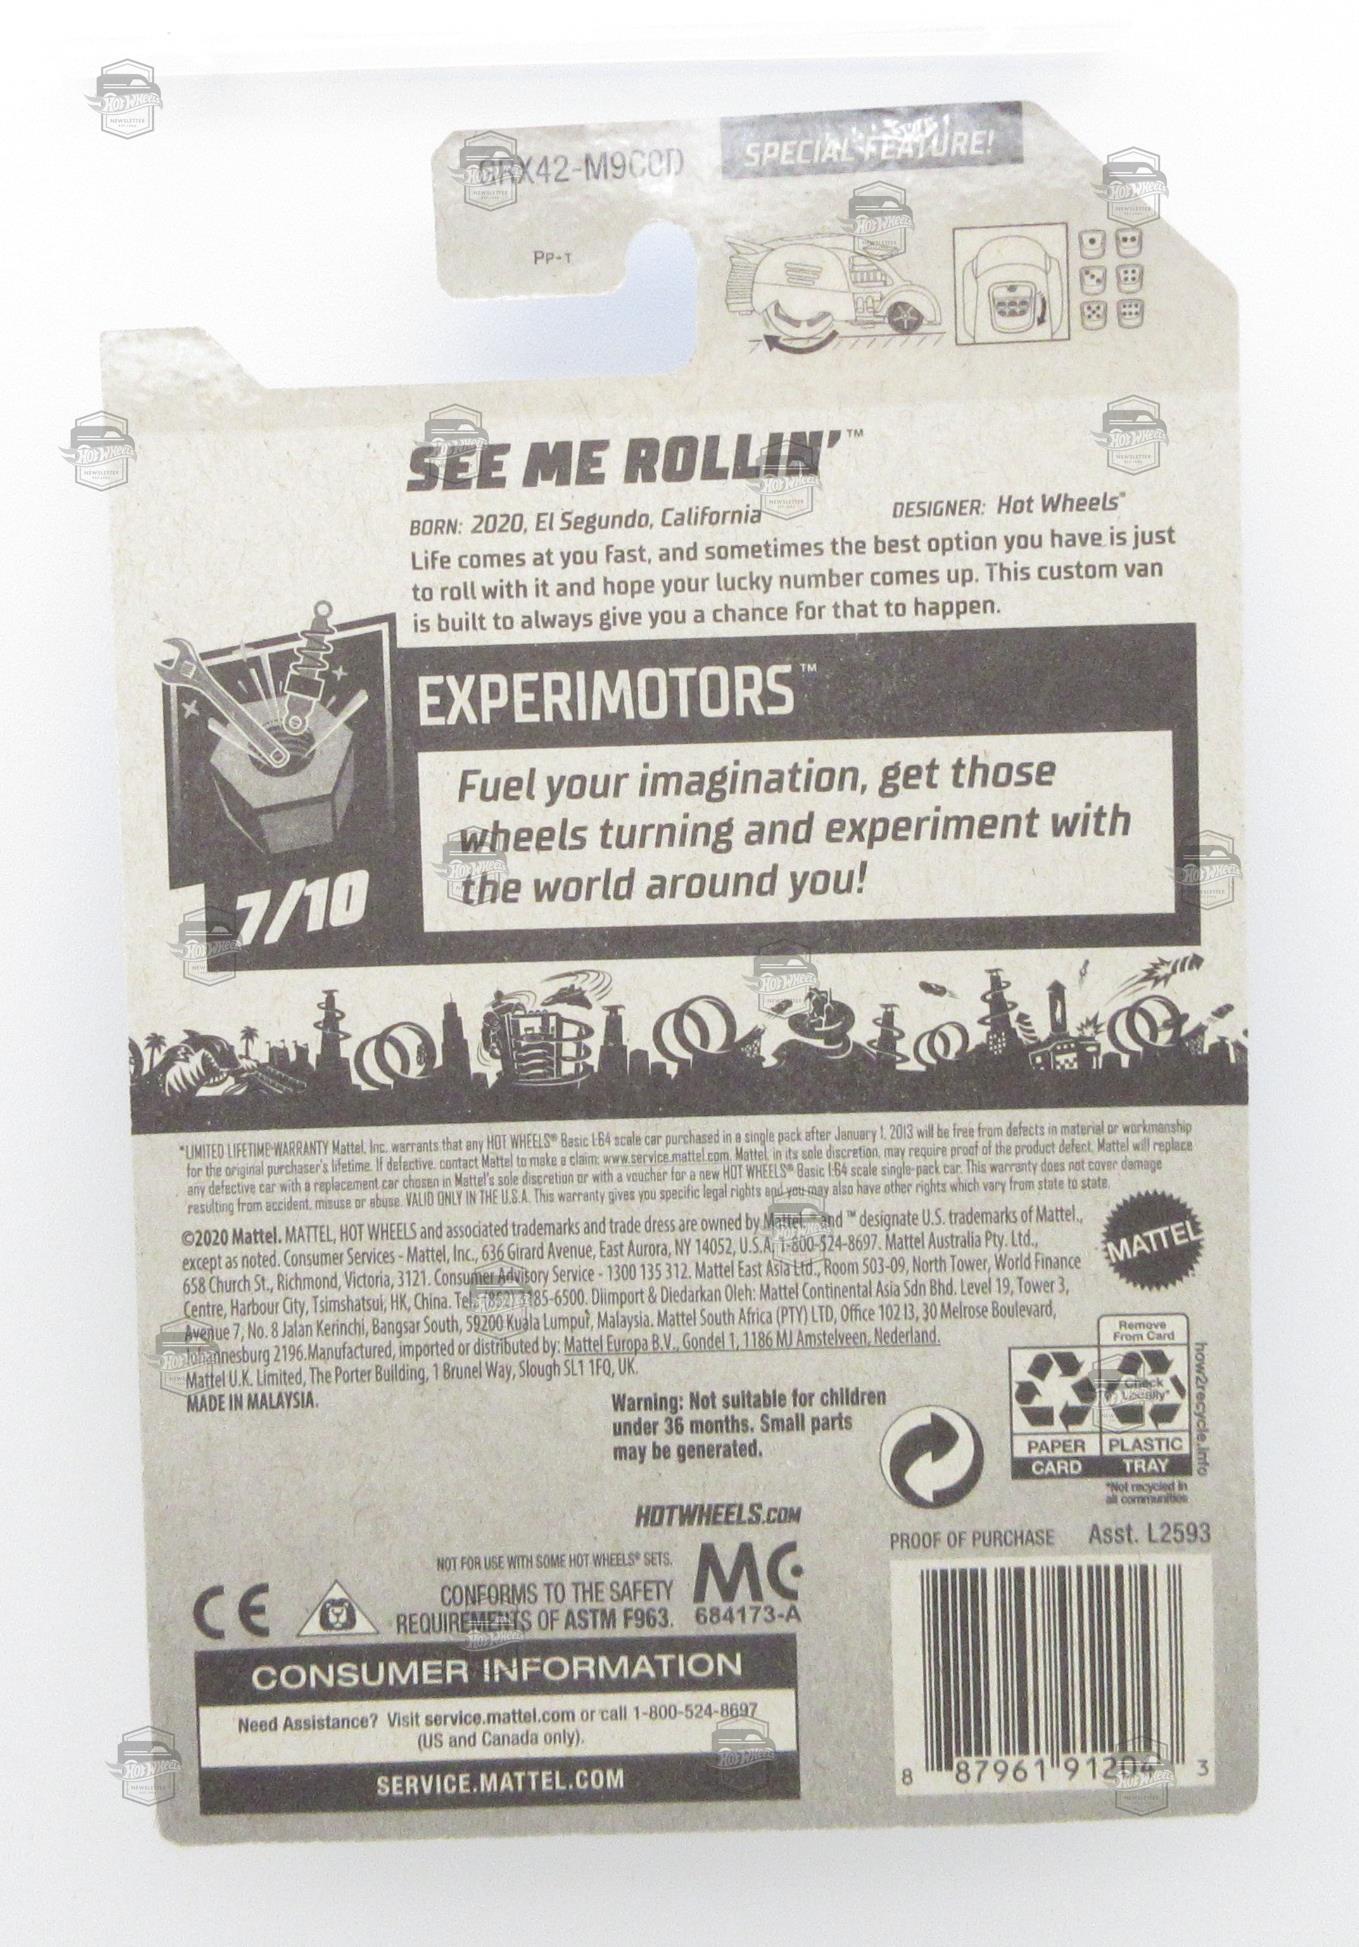 GRX42-M9C0D
SPECIAL FEATURE!
PP-T
SEE ME ROLLIN'™
BORN: 2020, El Segundo, California DESIGNER: Hot Wheels®
Life comes at you fast, and sometimes the best option you have is just
to roll with it and hope your lucky number comes up. This custom van
is built to always give you a chance for that to happen.
EXPERIMOTORS™
Fuel your imagination, get those
wheels turning and experiment with
the world around you!
7/10
*LIMITED LIFETIME WARRANTY Mattel, Inc. warrants that any HOT WHEELS® Basic 1:64 scale car purchased in a single pack after January 1, 2013 will be free from defects in material or workmanship
for the original purchaser's lifetime. If defective, contact Mattel to make a claim: www.service.mattel.com. Mattel, in its sole discretion, may require proof of the product defect. Mattel will replace
any defective car with a replacement car chosen in Mattel's sole discretion or with a voucher for a new HOT WHEELS® Basic 1:64 scale single-pack car. This warranty does not cover damage
resulting from accident, misuse or abuse. VALID ONLY IN THE U.S.A. This warranty gives you specific legal rights and you may also have other rights which vary from state to state.
©2020 Mattel. MATTEL, HOT WHEELS and associated trademarks and trade dress are owned by Mattel. and ™ designate U.S. trademarks of Mattel.,
except as noted. Consumer Services - Mattel, Inc., 636 Girard Avenue, East Aurora, NY 14052, U.S.A, 1-800-524-8697. Mattel Australia Pty. Ltd.,
658 Church St., Richmond, Victoria, 3121. Consumer Advisory Service - 1300 135 312. Mattel East Asia Ltd., Room 503-09, North Tower, World Finance
Centre, Harbour City, Tsimshatsui, HK, China. Tel. (852) 3185-6500. Diimport & Diedarkan Oleh: Mattel Continental Asia Sdn Bhd. Level 19, Tower 3,
Avenue 7, No. 8 Jalan Kerinchi, Bangsar South, 59200 Kuala Lumpur, Malaysia. Mattel South Africa (PTY) LTD, Office 102 I3, 30 Melrose Boulevard,
Johannesburg 2196.Manufactured, imported or distributed by: Mattel Europa B.V., Gondel 1, 1186 MJ Amstelveen, Nederland.
Mattel U.K. Limited, The Porter Building, 1 Brunel Way, Slough SL1 1FQ, UK.
MADE IN MALAYSIA.
MATTEL
Warning: Not suitable for children
under 36 months. Small parts
may be generated.
Remove
From Card
Check
Locally*
PAPER PLASTIC
CARD TRAY
*Not recycled in
all communities
how2recycle.info
HOTWHEELS.COM
NOT FOR USE WITH SOME HOT WHEELS® SETS.
CONFORMS TO THE SAFETY
REQUIREMENTS OF ASTM F963.
CE
MC
684173-A
PROOF OF PURCHASE Asst. L2593
CONSUMER INFORMATION
Need Assistance? Visit service.mattel.com or call 1-800-524-8697
(US and Canada only).
SERVICE.MATTEL.COM
8 87961 91204 3
Hot Wheels
NEWSLETTER